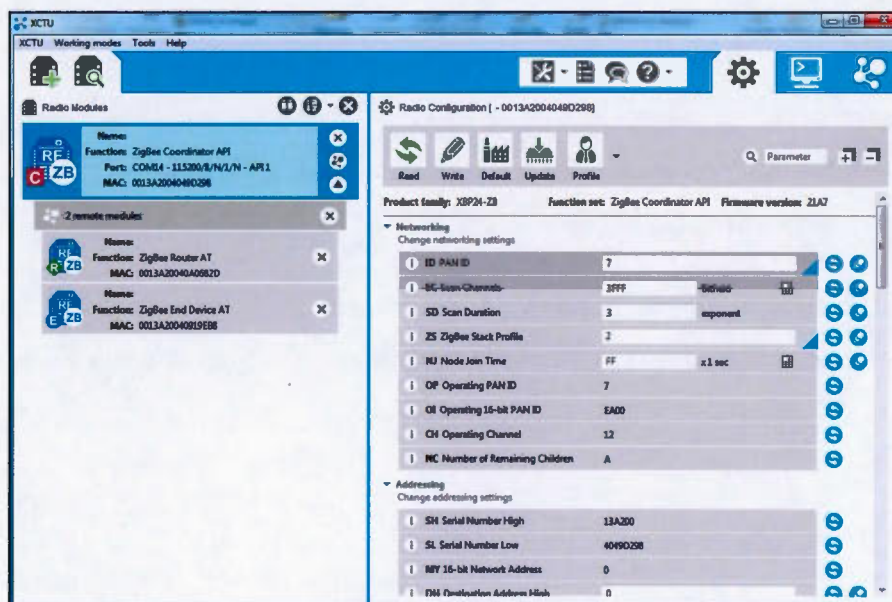 XCTU
XCTU Working modes Tools Help
Radio Modules
Name:
Function: ZigBee Coordinator API
Port: COM14 - 115200/8/N/1/N - API 1
MAC: 0013A2004049D298
RF
C ZB
2 remote modules
Name:
Function: ZigBee Router AT
MAC: 0013A20040A0682D
RF
R ZB
Name:
Function: ZigBee End Device AT
MAC: 0013A20040919EB8
RF
E ZB
Radio Configuration [ - 0013A2004049D298]
Read Write Default Update Profile
Parameter
Product family: XBP24-ZB Function set: ZigBee Coordinator API Firmware version: 21A7
Networking
Change networking settings
i ID PAN ID 7
i SC Scan Channels 3FFF Bitfield
i SD Scan Duration 3 exponent
i ZS ZigBee Stack Profile 2
i NJ Node Join Time FF x 1 sec
i OP Operating PAN ID 7
i OI Operating 16-bit PAN ID EA00
i CH Operating Channel 12
i NC Number of Remaining Children A
Addressing
Change addressing settings
i SH Serial Number High 13A200
i SL Serial Number Low 4049D298
i MY 16-bit Network Address 0
i DH Destination Address High 0